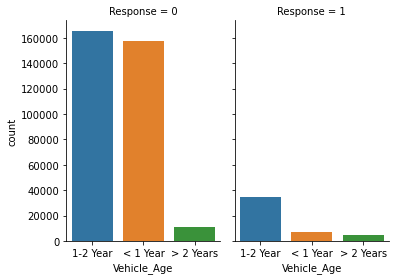 Response = 0
Response = 1
count
160000
140000
120000
100000
80000
60000
40000
20000
0
1-2 Year < 1 Year > 2 Years
1-2 Year < 1 Year > 2 Years
Vehicle_Age
Vehicle_Age